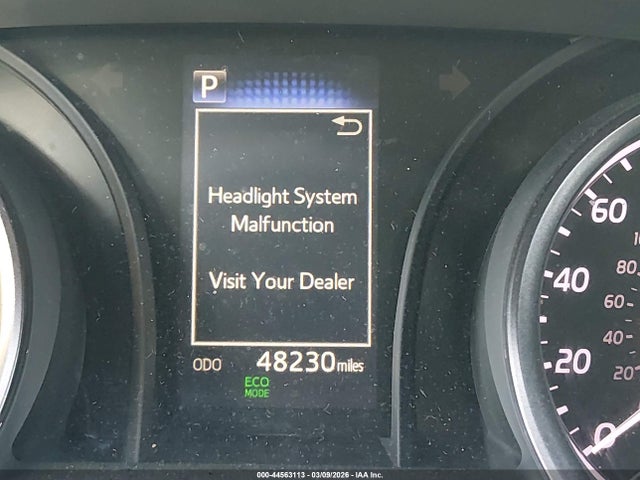 P
Headlight System
Malfunction
Visit Your Dealer
ODO 48230 miles
ECO
MODE
60
40
20
0
80
60
40
20
000-44563113 | 03/09/2026 | IAA Inc.